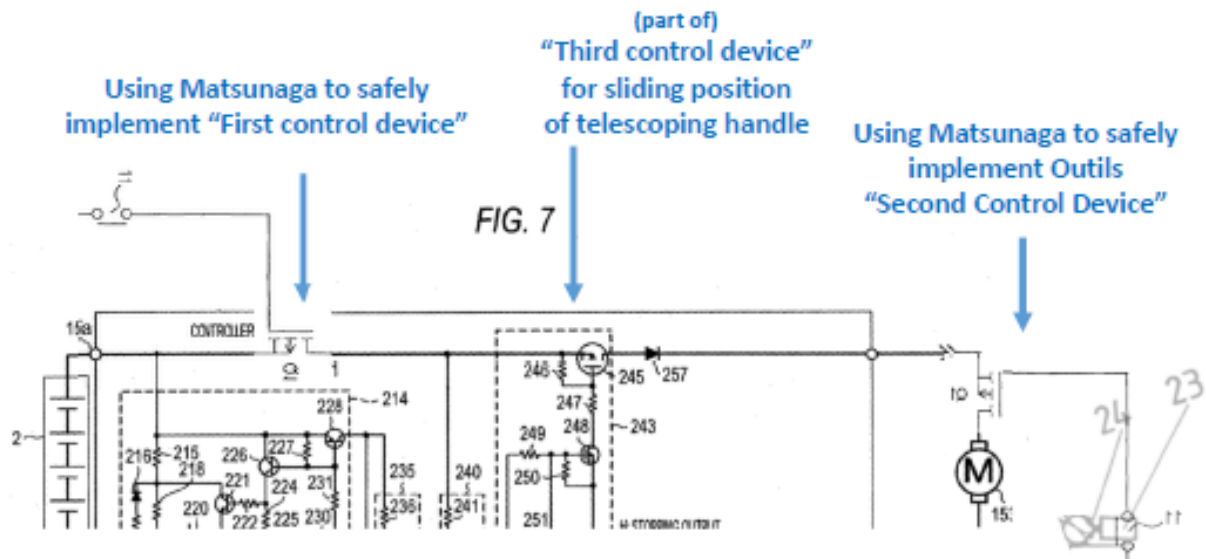 (part of)
“Third control device”
for sliding position
of telescoping handle
Using Matsunaga to safely
implement “First control device”
Using Matsunaga to safely
implement Outils
“Second Control Device”
FIG. 7
15a
CONTROLLER
1
2
214
228
216
215
218
226
227
221
220
222
224
225
231
230
235
236
240
241
246
245
257
247
248
249
250
251
243
M
24
23
11